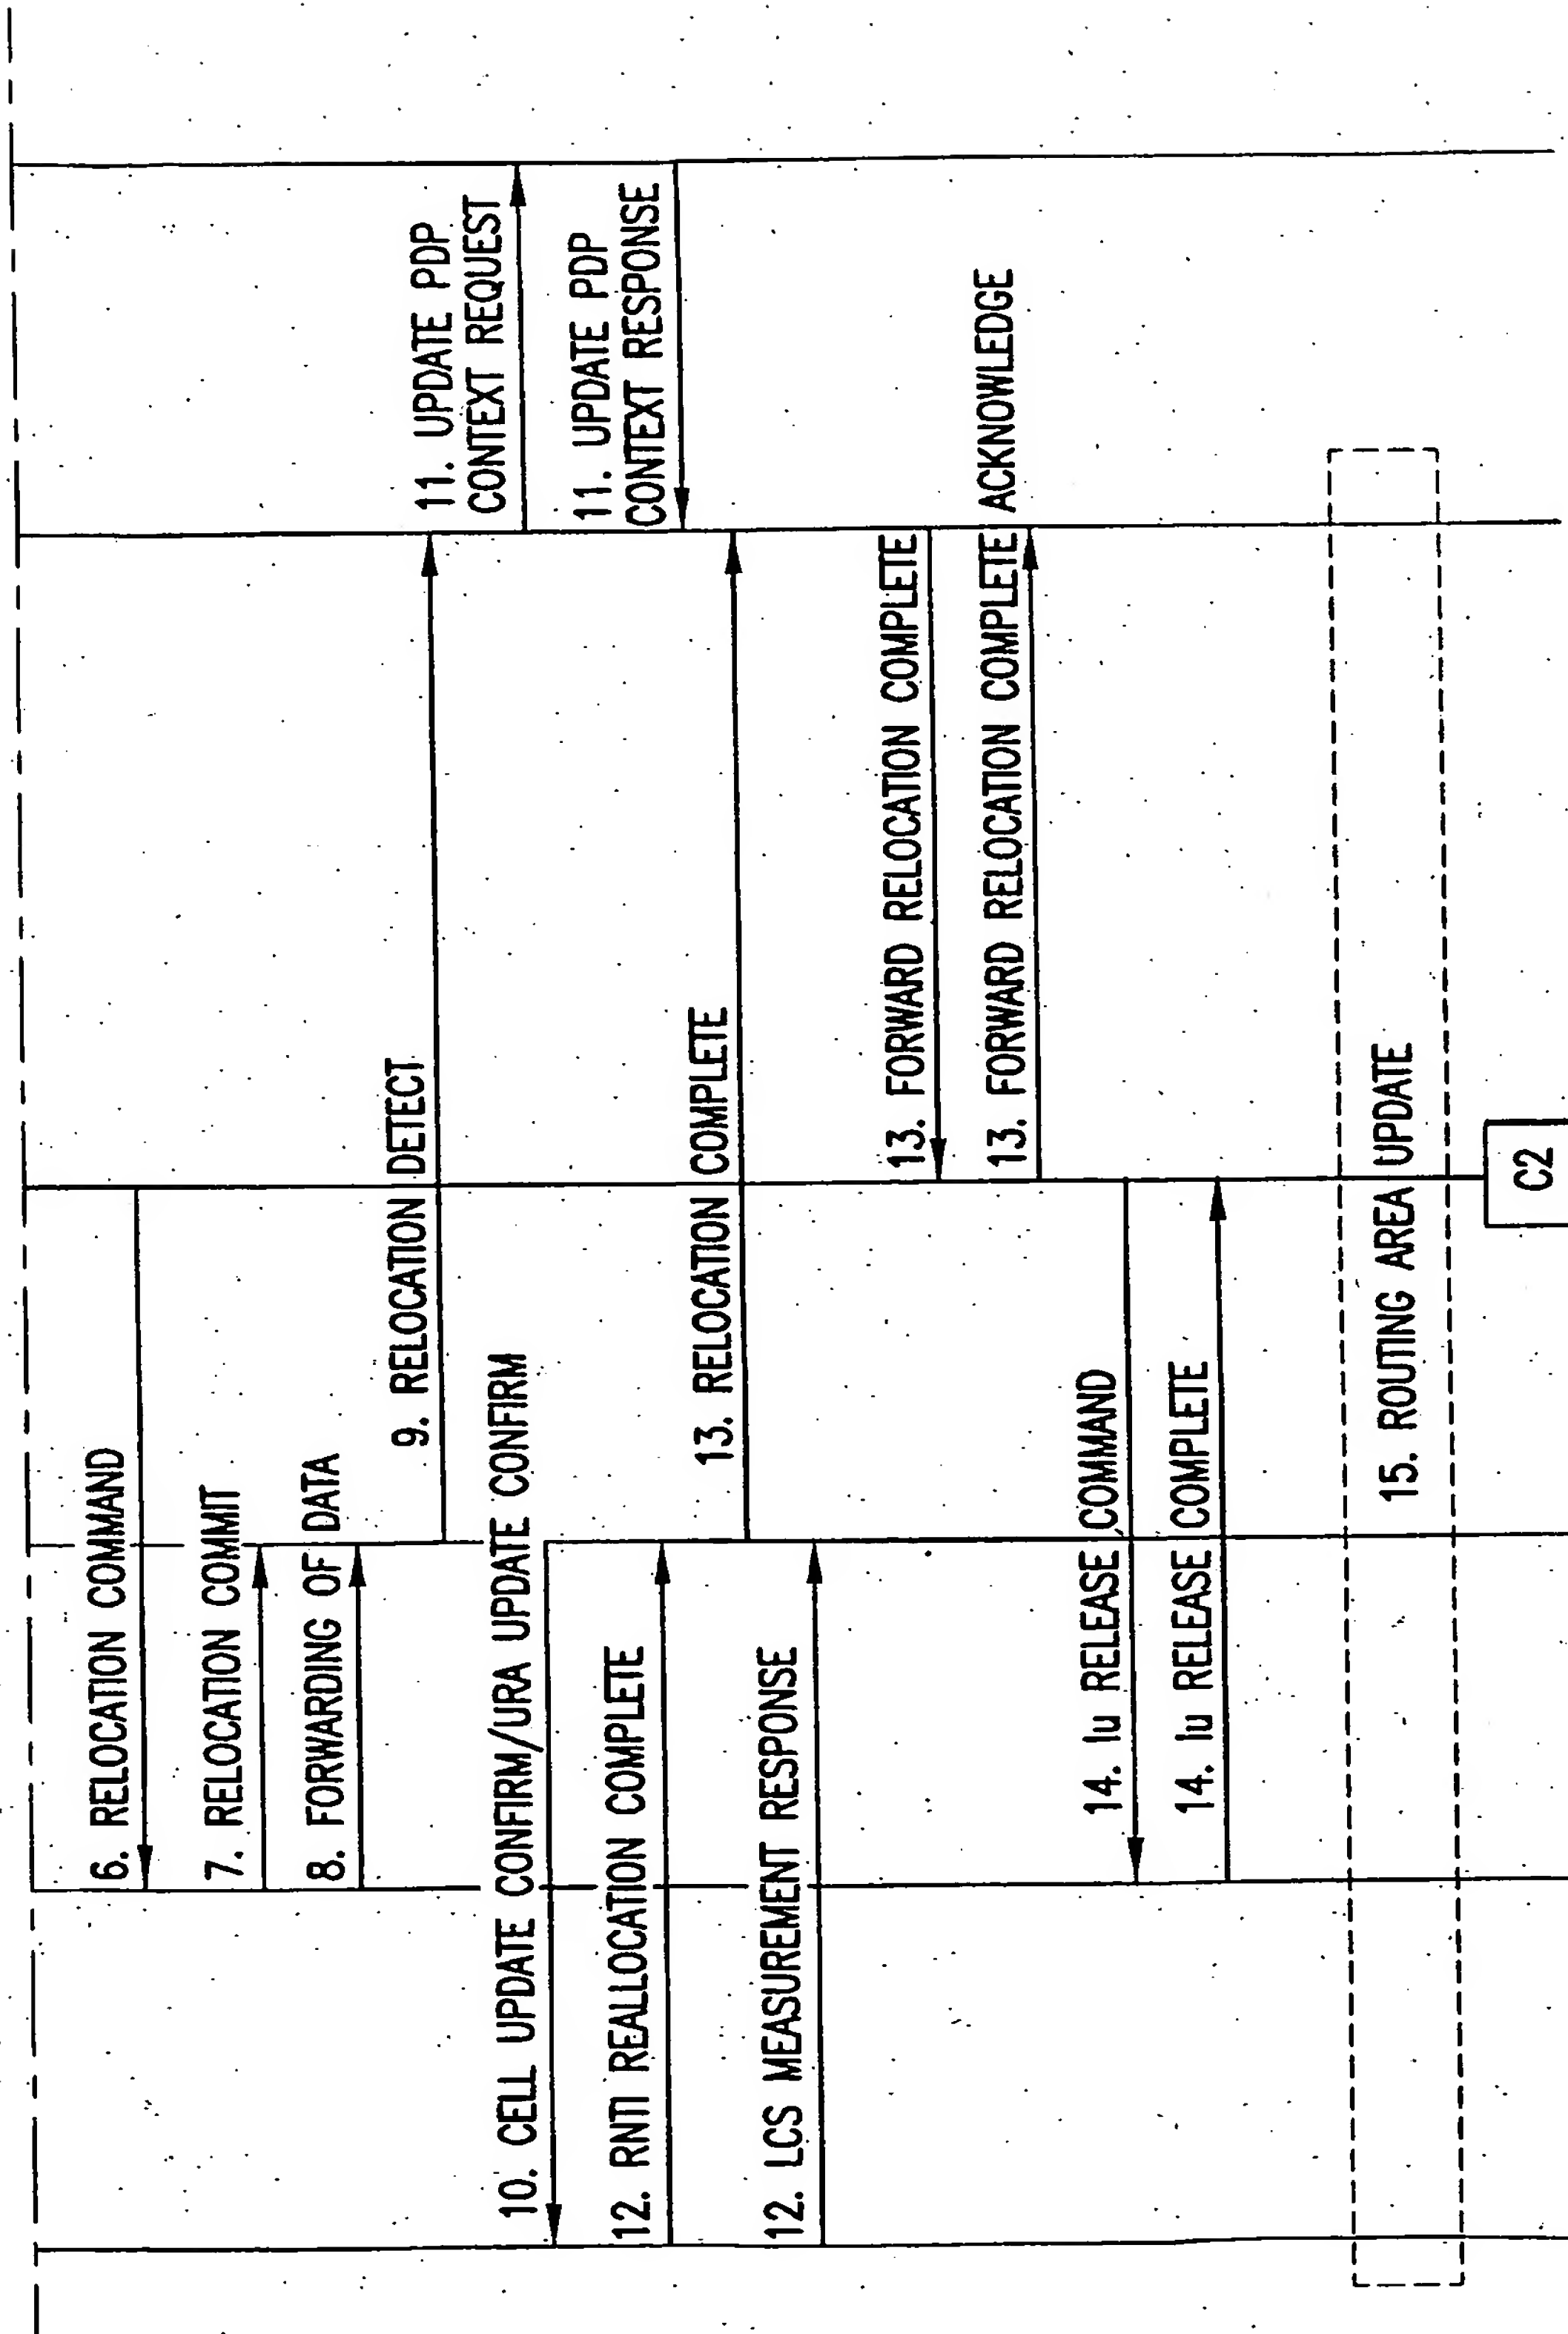 6. RELOCATION COMMAND
7. RELOCATION COMMIT
8. FORWARDING OF DATA
9. RELOCATION DETECT
11. UPDATE PDP
CONTEXT REQUEST
10. CELL UPDATE CONFIRM/URA UPDATE CONFIRM
11. UPDATE PDP
CONTEXT RESPONSE
12. RNTI REALLOCATION COMPLETE
13. RELOCATION COMPLETE
12. LCS MEASUREMENT RESPONSE
13. FORWARD RELOCATION COMPLETE
13. FORWARD RELOCATION COMPLETE ACKNOWLEDGE
14. Iu RELEASE COMMAND
14. Iu RELEASE COMPLETE
15. ROUTING AREA UPDATE
C2